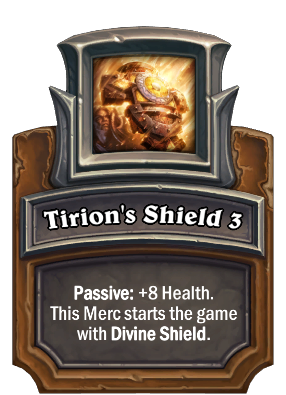 Tirion's Shield 3
Passive: +8 Health.
This Merc starts the game
with Divine Shield.